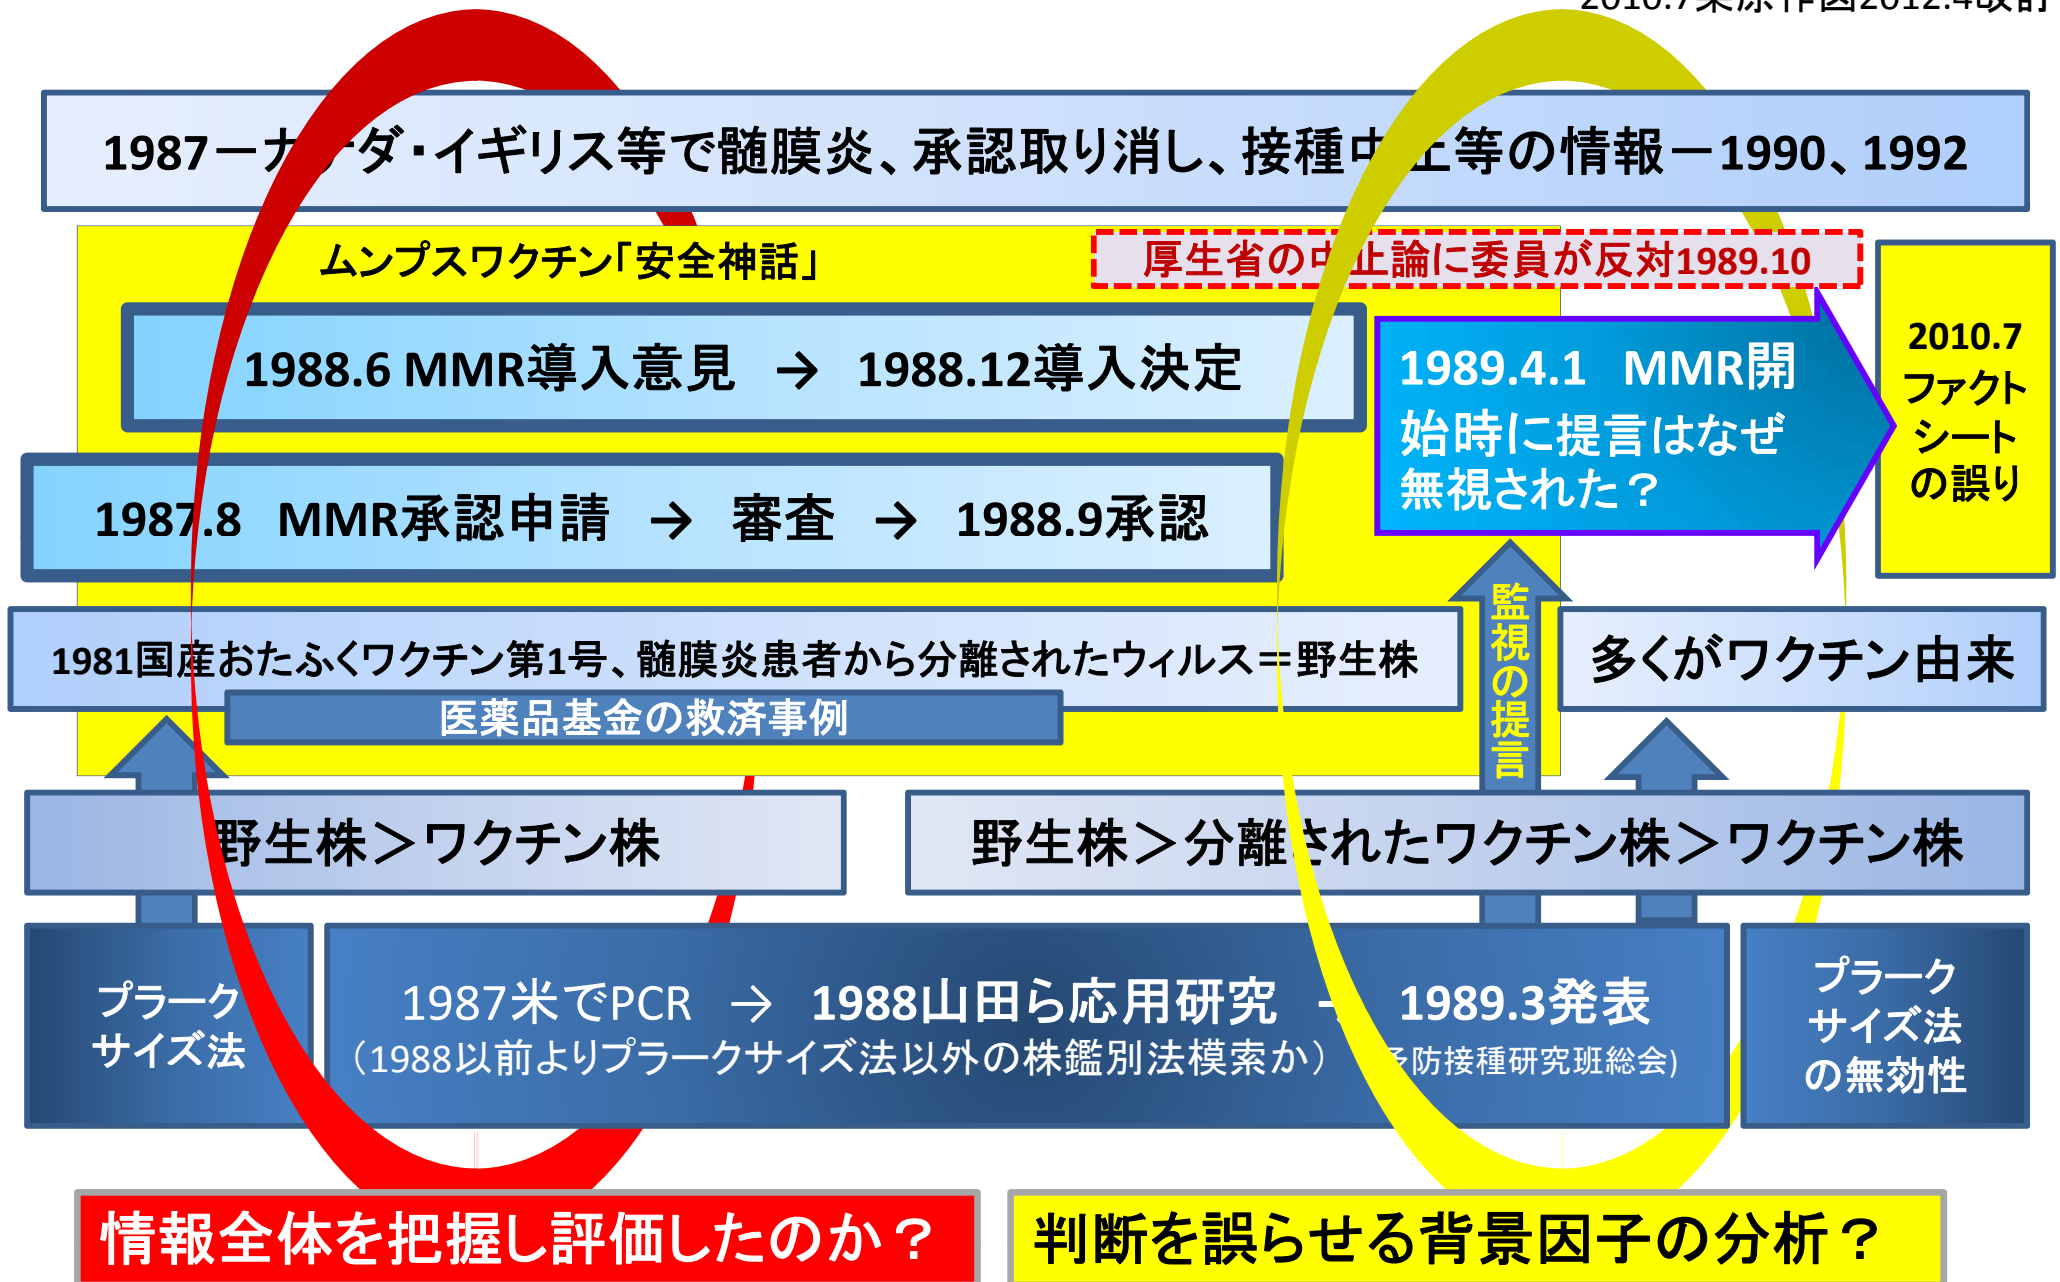 2010.7栗原作図2012.4改訂
1987－カナダ・イギリス等で髄膜炎、承認取り消し、接種中止等の情報－1990、1992
ムンプスワクチン「安全神話」
厚生省の中止論に委員が反対1989.10
1988.6 MMR導入意見 → 1988.12導入決定
1989.4.1 MMR開
始時に提言はなぜ
無視された？
2010.7
ファクト
シート
の誤り
1987.8 MMR承認申請 → 審査 → 1988.9承認
監視の提言
1981国産おたふくワクチン第1号、髄膜炎患者から分離されたウィルス＝野生株
多くがワクチン由来
医薬品基金の救済事例
野生株＞ワクチン株
野生株＞分離されたワクチン株＞ワクチン株
プラーク
サイズ法
1987米でPCR → 1988山田ら応用研究 → 1989.3発表
（1988以前よりプラークサイズ法以外の株鑑別法模索か） 予防接種研究班総会)
プラーク
サイズ法
の無効性
情報全体を把握し評価したのか？
判断を誤らせる背景因子の分析？